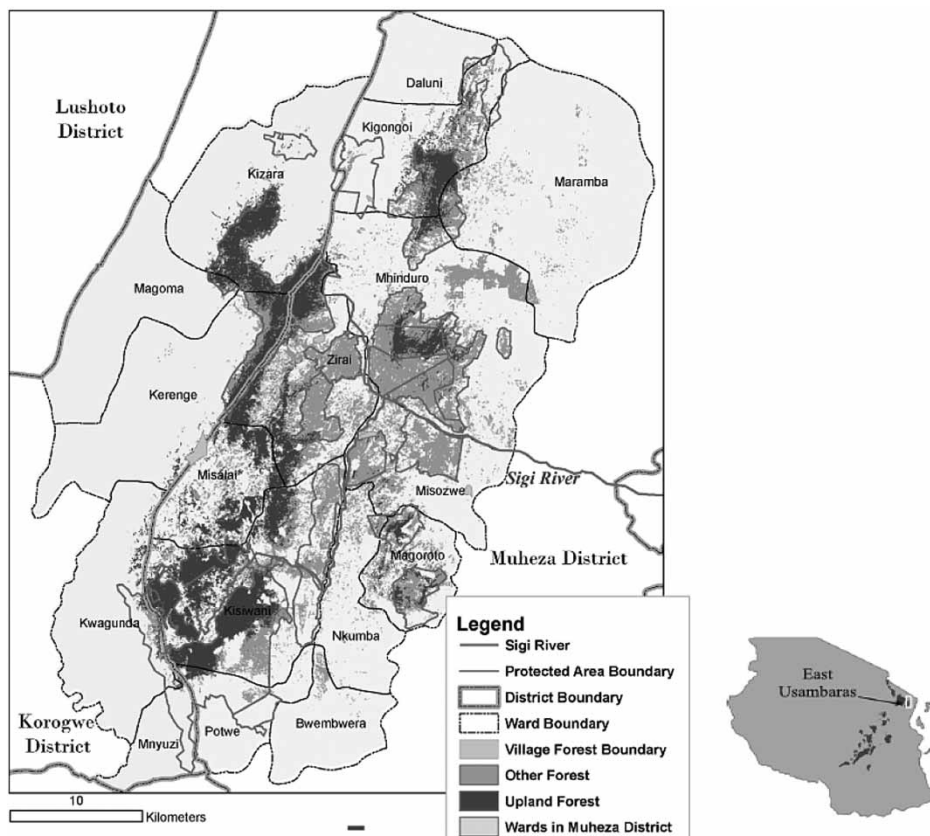 Daluni
Lushoto
District
Kigongoi
Kizara
Maramba
Mhinduro
Magoma
Zirai
Kerenge
Misalai
Sigi River
Misozwe
Muheza District
Magoroto
Kisiwani
Kwagunda
Nkumba
Korogwe
District
Mnyuzi
Potwe
Bwembwera
Legend
Sigi River
Protected Area Boundary
District Boundary
Ward Boundary
Village Forest Boundary
Other Forest
Upland Forest
Wards in Muheza District
10
Kilometers
East
Usambaras